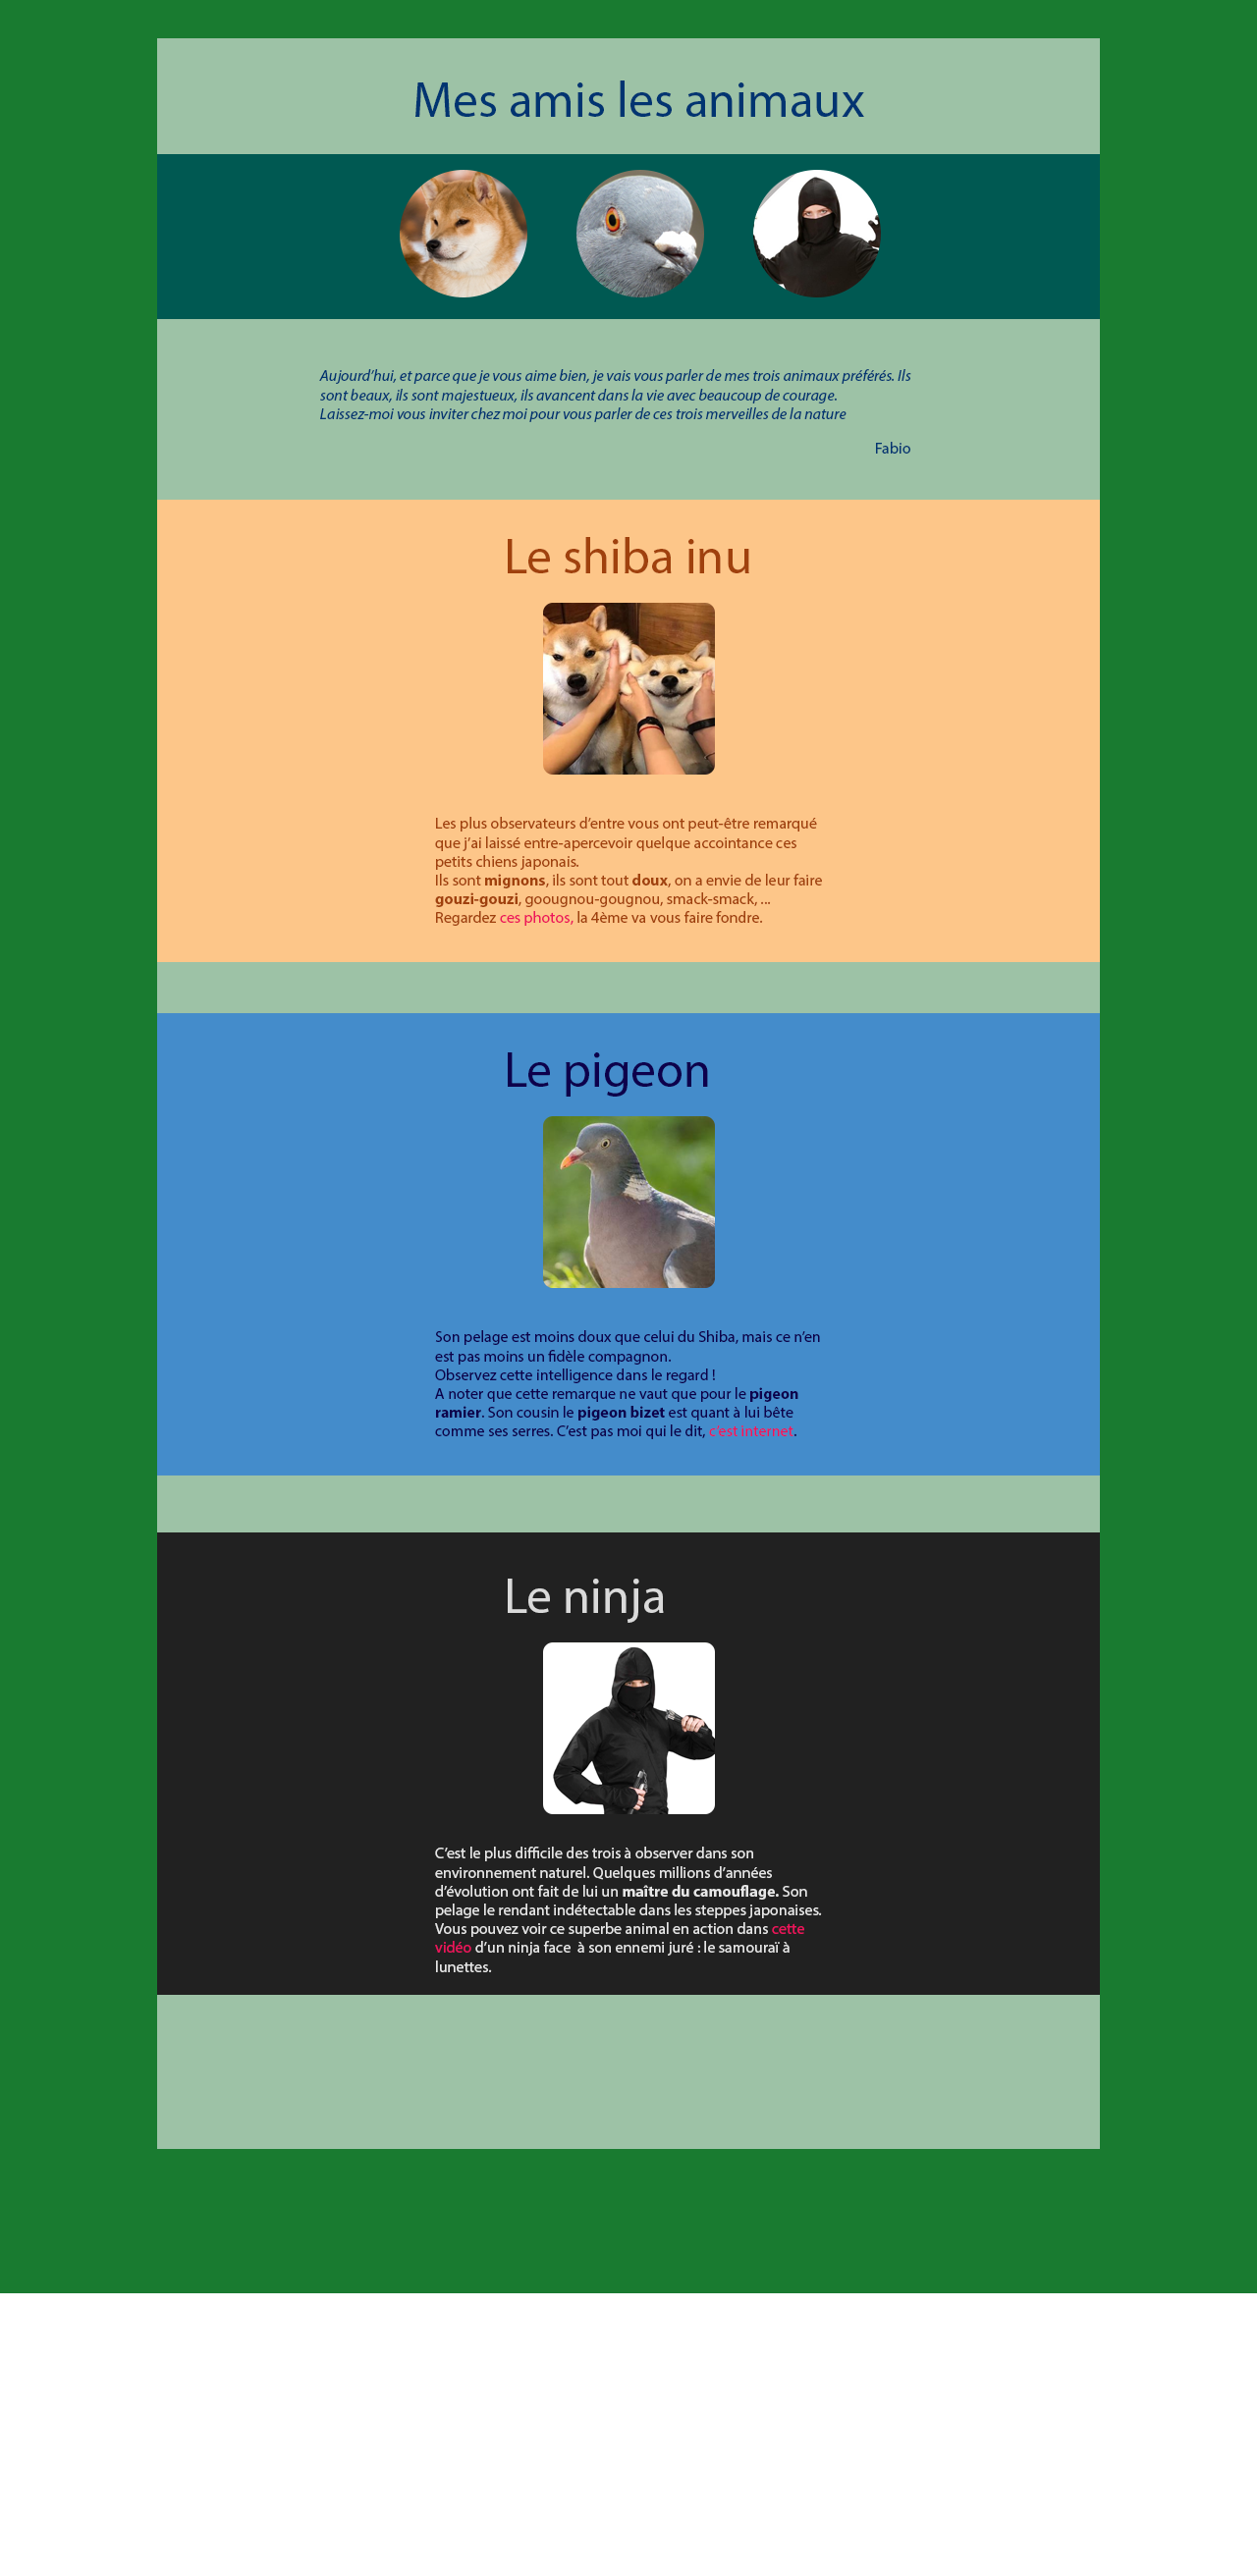 Mes amis les animaux
Aujourd’hui, et parce que je vous aime bien, je vais vous parler de mes trois animaux préférés. Ils
sont beaux, ils sont majestueux, ils avancent dans la vie avec beaucoup de courage.
Laissez-moi vous inviter chez moi pour vous parler de ces trois merveilles de la nature
Fabio
Le shiba inu
Les plus observateurs d’entre vous ont peut-être remarqué
que j’ai laissé entre-apercevoir quelque accointance ces
petits chiens japonais.
Ils sont mignons, ils sont tout doux, on a envie de leur faire
gouzi-gouzi, goougnou-gougnou, smack-smack, ...
Regardez ces photos, la 4ème va vous faire fondre.
Le pigeon
Son pelage est moins doux que celui du Shiba, mais ce n’en
est pas moins un fidèle compagnon.
Observez cette intelligence dans le regard !
A noter que cette remarque ne vaut que pour le pigeon
ramier. Son cousin le pigeon bizet est quant à lui bête
comme ses serres. C’est pas moi qui le dit, c’est internet.
Le ninja
C’est le plus difficile des trois à observer dans son
environnement naturel. Quelques millions d’années
d’évolution ont fait de lui un maître du camouflage. Son
pelage le rendant indétectable dans les steppes japonaises.
Vous pouvez voir ce superbe animal en action dans cette
vidéo d’un ninja face  à son ennemi juré : le samouraï à
lunettes.